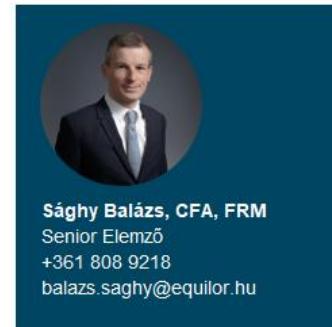 Sághy Balázs, CFA, FRM
Senior Elemző
+361 808 9218
balazs.saghy@equilor.hu